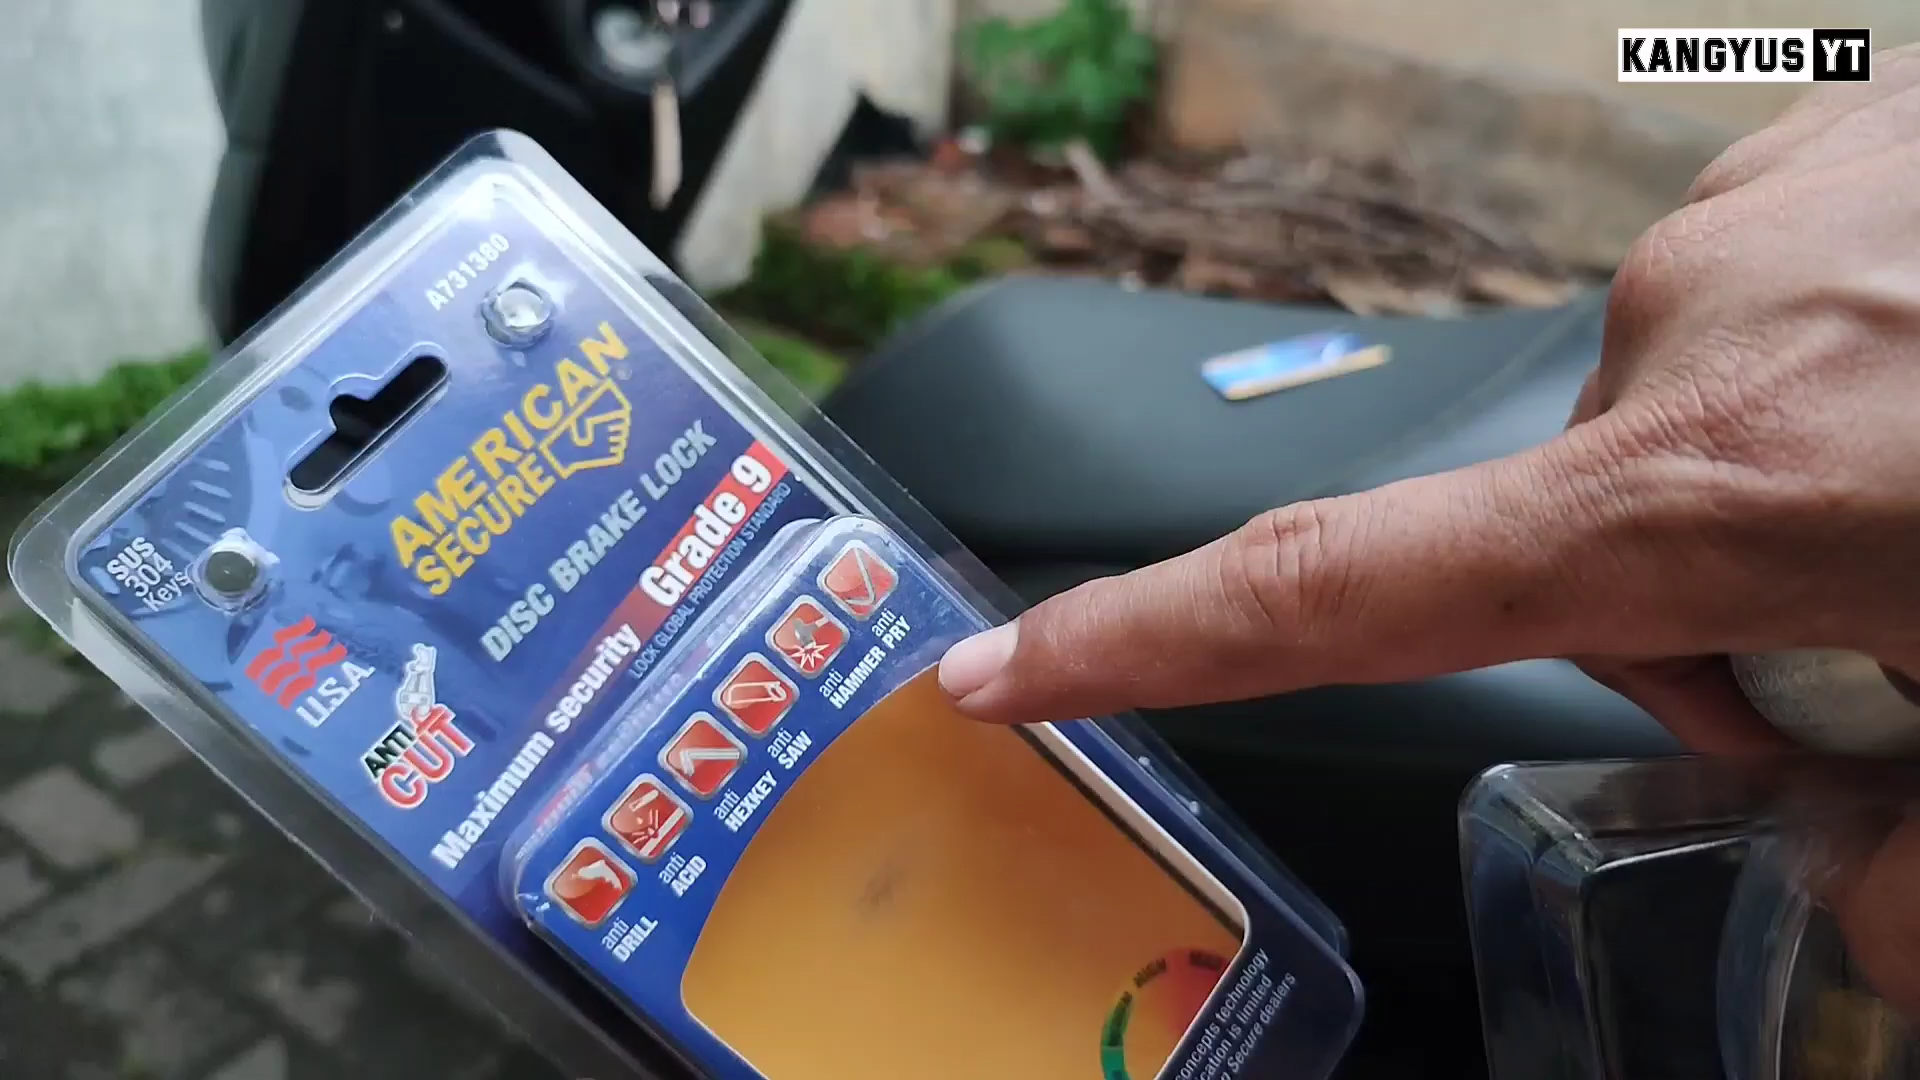 KANGYUS YT
A731380
AMERICAN
SECURE
DISC BRAKE LOCK
SUS
304
Keys
U.S.A.
ANTI
CUT
Maximum security Grade 9
LOCK GLOBAL PROTECTION STANDARD
anti
DRILL
anti
ACID
anti
HEXKEY
anti
SAW
anti
HAMMER
anti
PRY
HIGH
concepts technology
cation is limited
Secure dealers